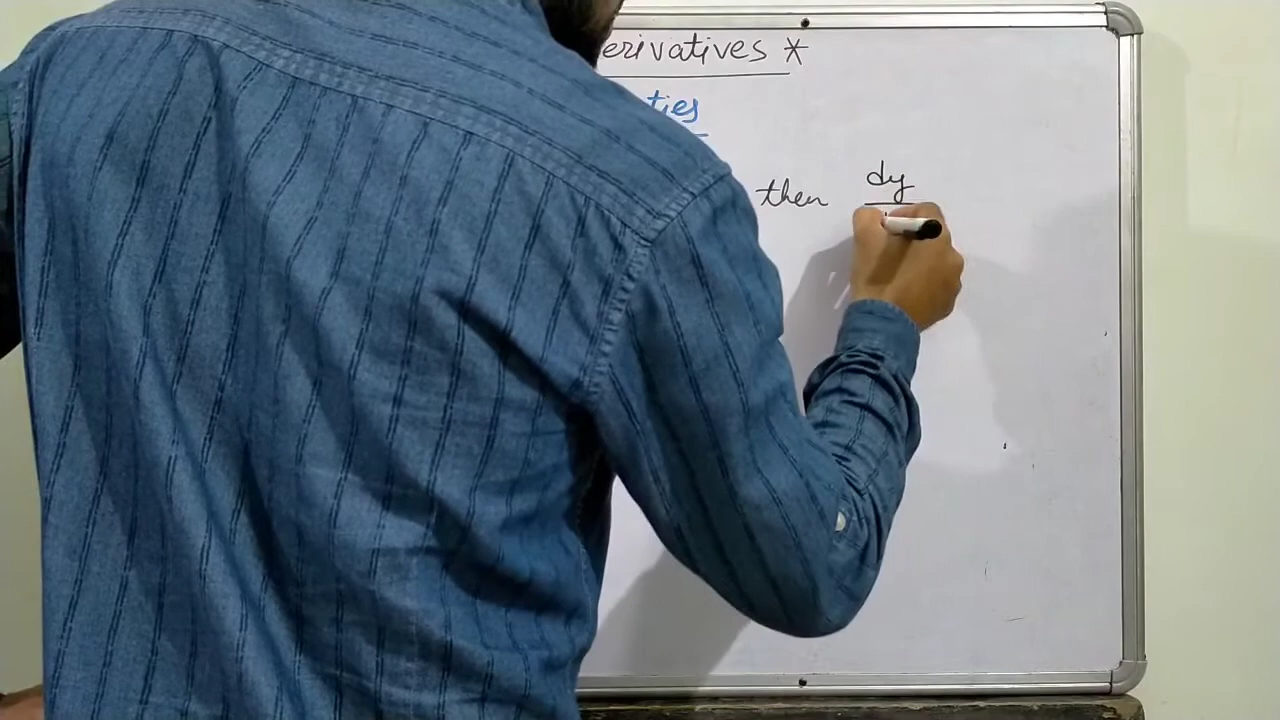 erivatives *
ties
then dy